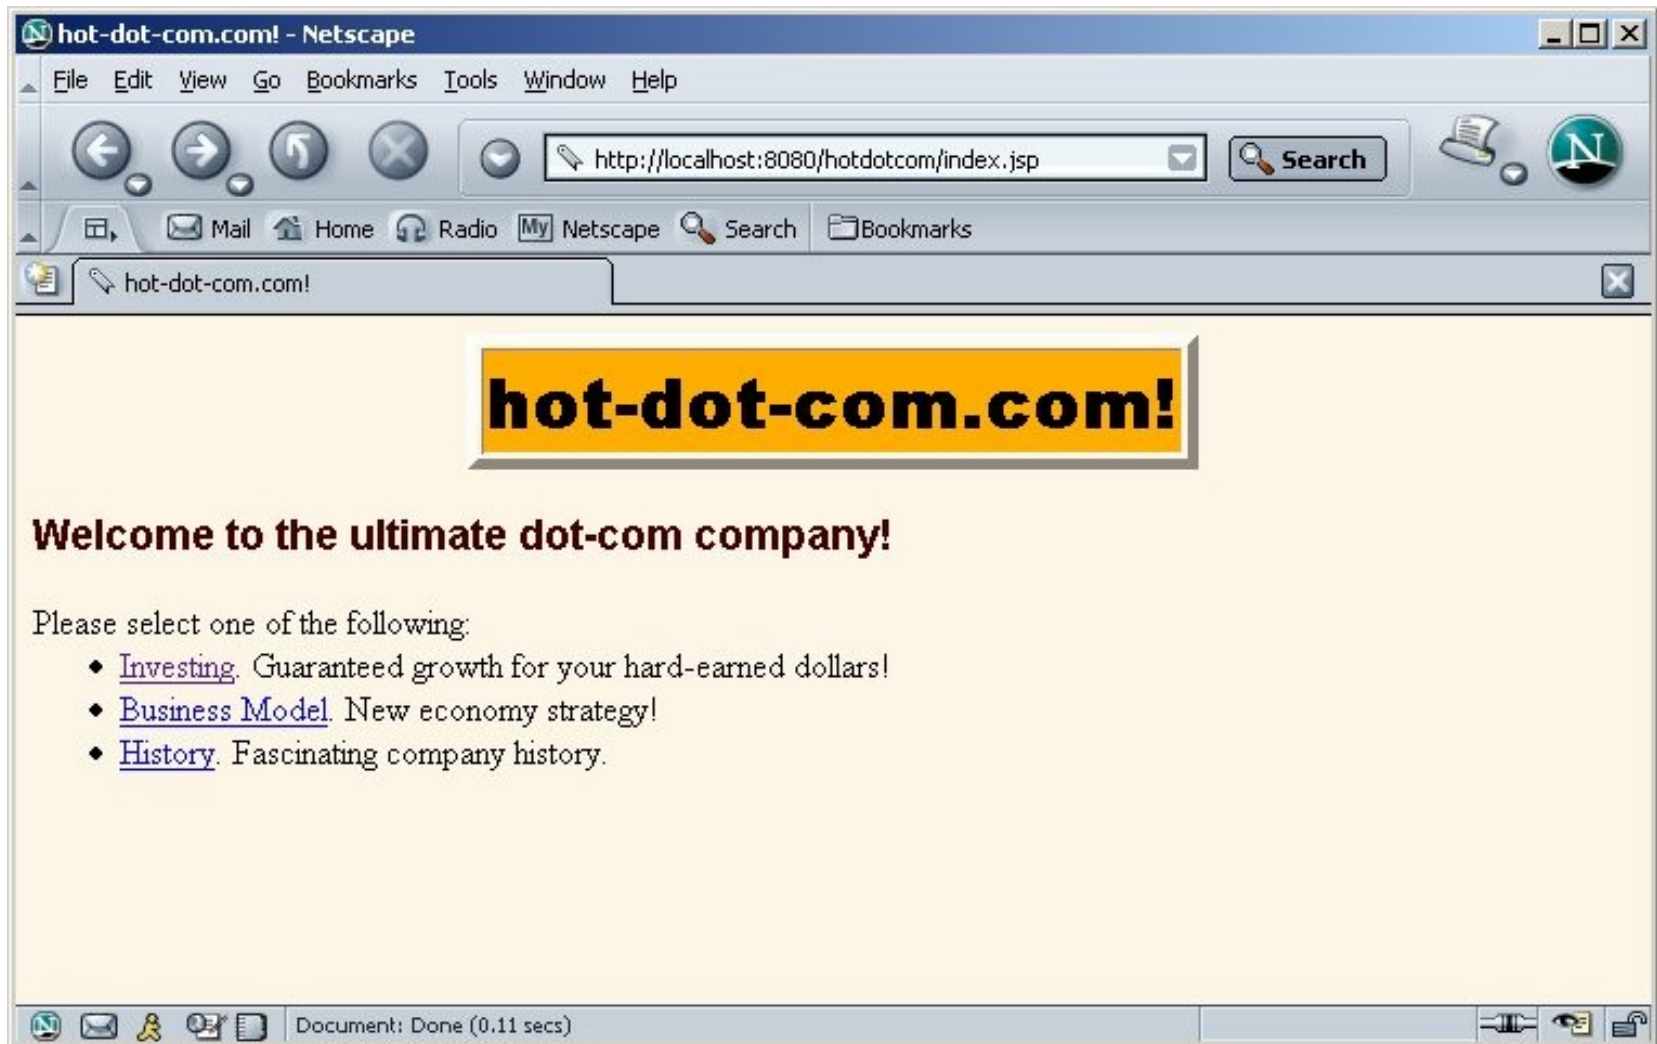 hot-dot-com.com! - Netscape
File Edit View Go Bookmarks Tools Window Help
http://localhost:8080/hotdotcom/index.jsp Search N
Mail Home Radio My Netscape Search Bookmarks
hot-dot-com.com!
hot-dot-com.com!
Welcome to the ultimate dot-com company!
Please select one of the following:
• Investing. Guaranteed growth for your hard-earned dollars!
• Business Model. New economy strategy!
• History. Fascinating company history.
Document: Done (0.11 secs)